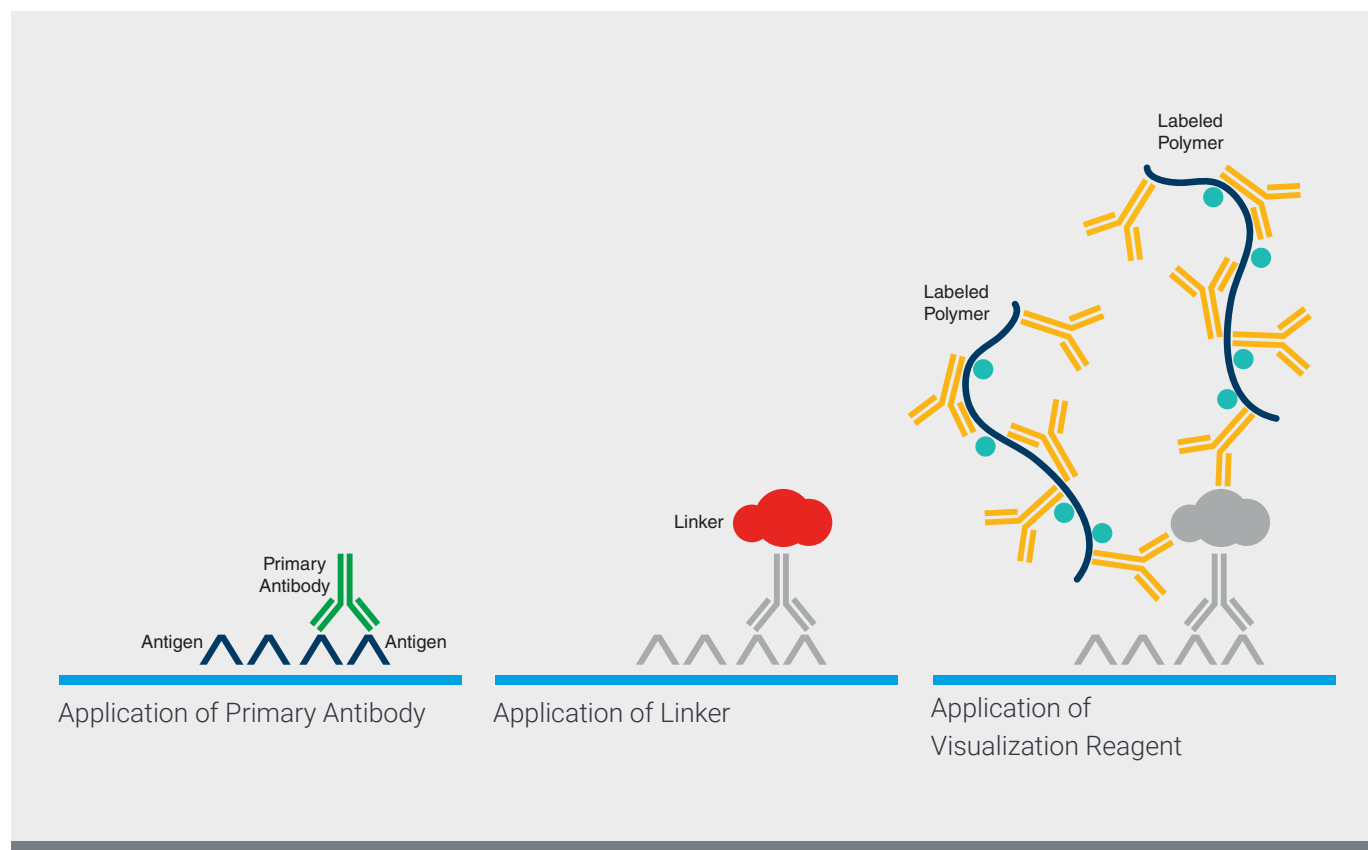 Labeled
Polymer
Labeled
Polymer
Linker
Primary
Antibody
Antigen
Antigen
Application of Primary Antibody
Application of Linker
Application of
Visualization Reagent